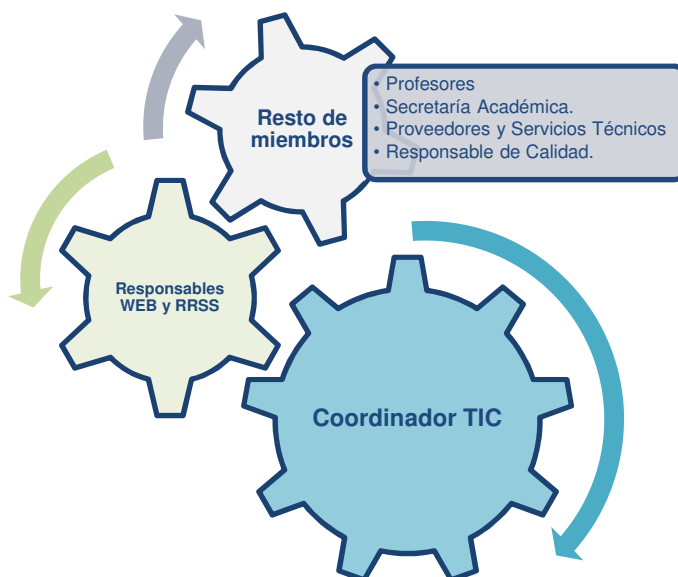 Resto de
miembros
• Profesores
• Secretaría Académica.
• Proveedores y Servicios Técnicos
• Responsable de Calidad.
Responsables
WEB y RRSS
Coordinador TIC